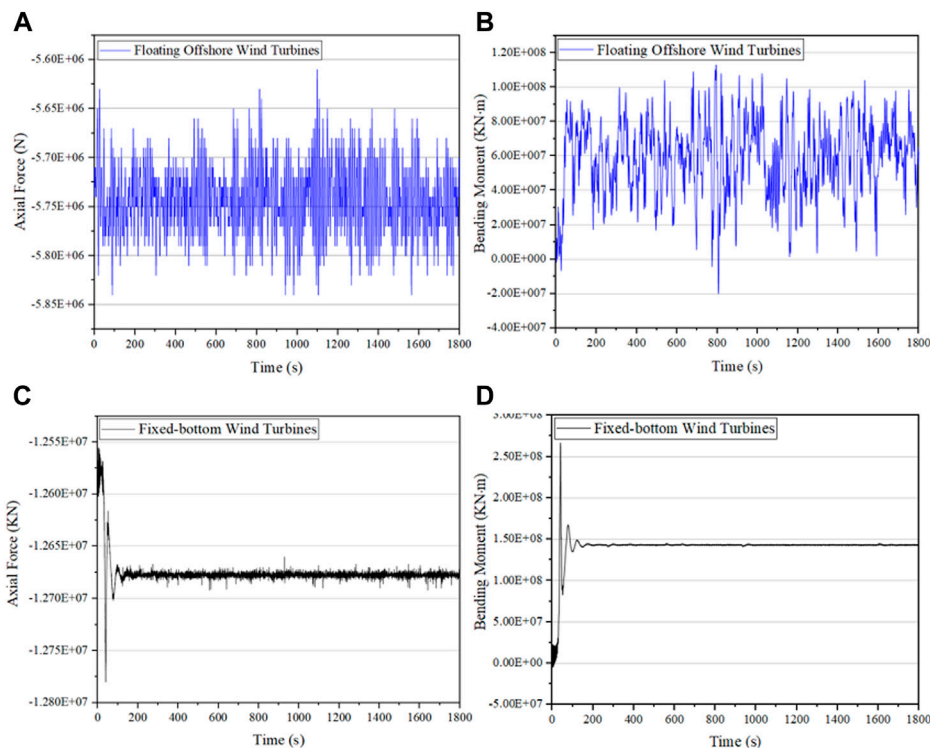 A
Floating Offshore Wind Turbines
-5.60E+06
-5.65E+06
-5.70E+06
-5.75E+06
-5.80E+06
-5.85E+06
Axial Force (N)
0 200 400 600 800 1000 1200 1400 1600 1800
Time (s)
B
Floating Offshore Wind Turbines
1.20E+008
1.00E+008
8.00E+007
6.00E+007
4.00E+007
2.00E+007
0.00E+000
-2.00E+007
-4.00E+007
Bending Moment (KN·m)
0 200 400 600 800 1000 1200 1400 1600 1800
Time (s)
C
Fixed-bottom Wind Turbines
-1.255E+07
-1.260E+07
-1.265E+07
-1.270E+07
-1.275E+07
-1.280E+07
Axial Force (KN)
0 200 400 600 800 1000 1200 1400 1600 1800
Time (s)
D
Fixed-bottom Wind Turbines
3.00E+08
2.50E+08
2.00E+08
1.50E+08
1.00E+08
5.00E+07
0.00E+00
-5.00E+07
Bending Moment (KN·m)
0 200 400 600 800 1000 1200 1400 1600 1800
Time (s)